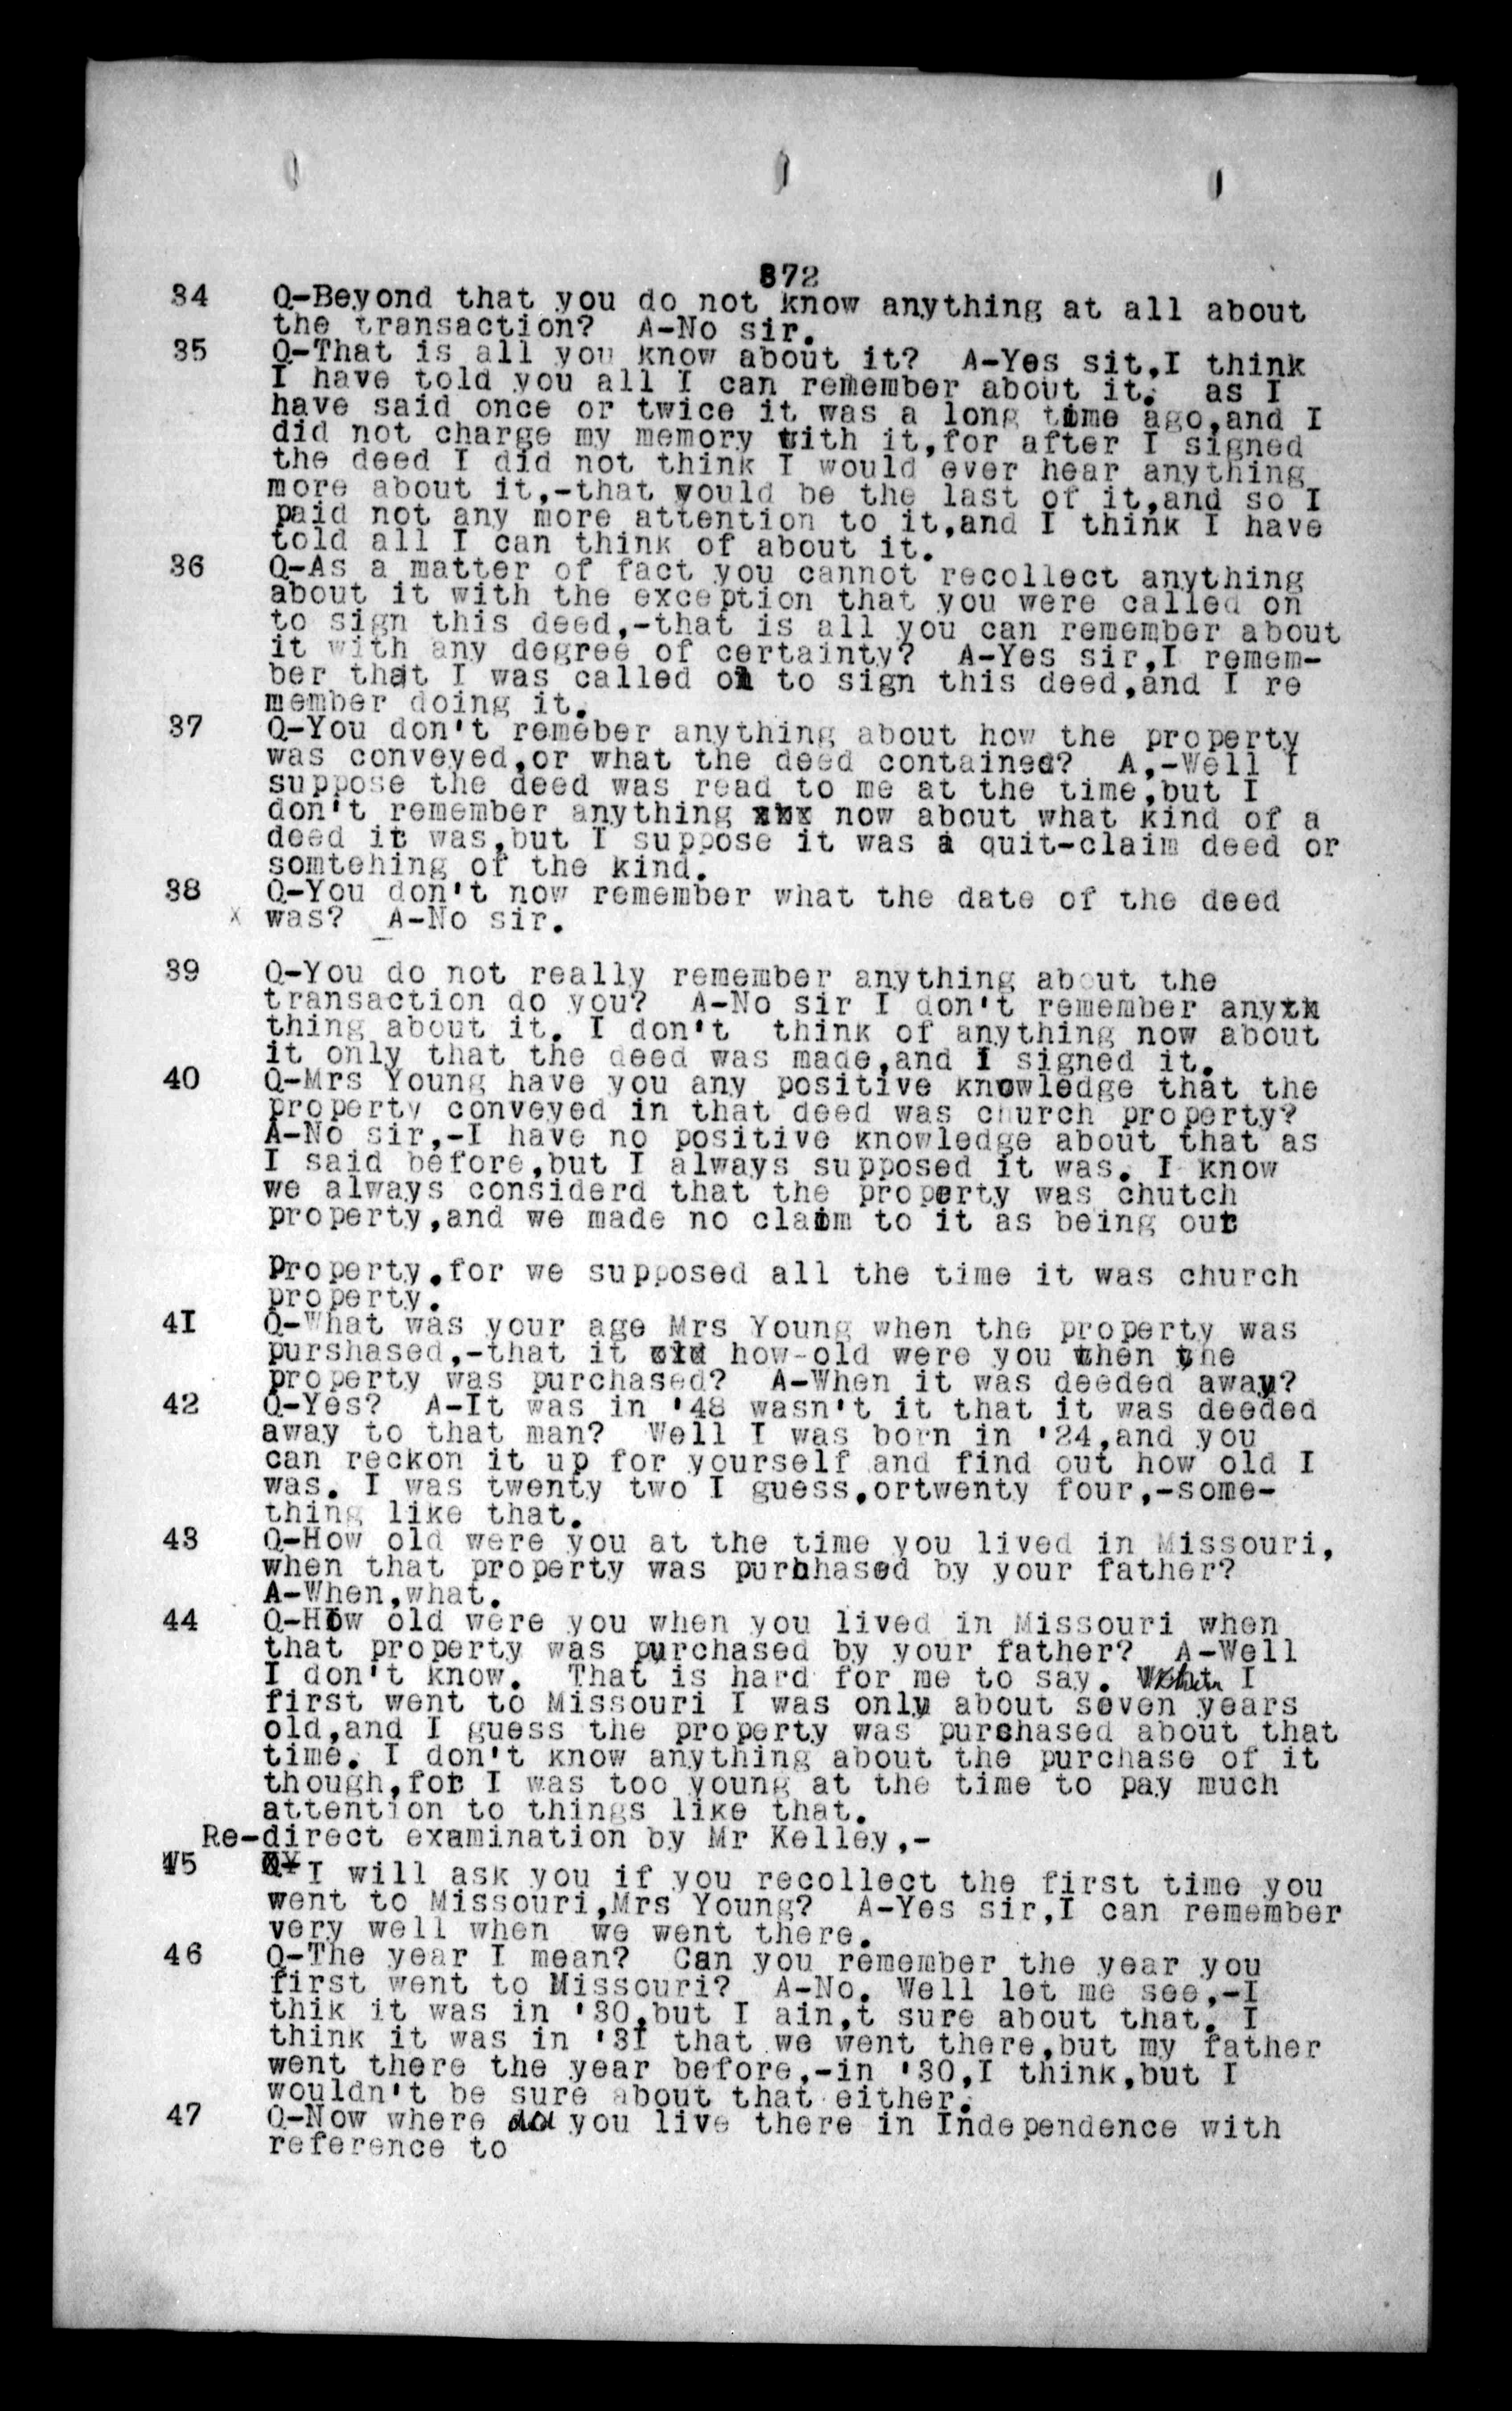 372
34 Q-Beyond that you do not know anything at all about
the transaction? A-No sir.
35 Q-That is all you know about it? A-Yes sit,I think
I have told you all I can remember about it. as I
have said once or twice it was a long time ago,and I
did not charge my memory with it,for after I signed
the deed I did not think I would ever hear anything
more about it,-that would be the last of it,and so I
paid not any more attention to it,and I think I have
told all I can think of about it.
36 Q-As a matter of fact you cannot recollect anything
about it with the exception that you were called on
to sign this deed,-that is all you can remember about
it with any degree of certainty? A-Yes sir,I remem-
ber that I was called on to sign this deed,and I re
member doing it.
37 Q-You don't remeber anything about how the property
was conveyed,or what the deed contained? A,-Well I
suppose the deed was read to me at the time,but I
don't remember anything xxx now about what kind of a
deed it was,but I suppose it was a quit-claim deed or
somtehing of the kind.
38 Q-You don't now remember what the date of the deed
x was? A-No sir.
39 Q-You do not really remember anything about the
transaction do you? A-No sir I don't remember anyxx
thing about it. I don't think of anything now about
it only that the deed was made,and I signed it.
40 Q-Mrs Young have you any positive knowledge that the
property conveyed in that deed was church property?
A-No sir,-I have no positive knowledge about that as
I said before,but I always supposed it was. I know
we always considerd that the property was chutch
property,and we made no claim to it as being our
property.for we supposed all the time it was church
property.
41 Q-What was your age Mrs Young when the property was
purshased,-that it how-old were you when the
property was purchased? A-When it was deeded away?
42 Q-Yes? A-It was in '48 wasn't it that it was deeded
away to that man? Well I was born in '24,and you
can reckon it up for yourself and find out how old I
was. I was twenty two I guess,ortwenty four,-some-
thing like that.
43 Q-How old were you at the time you lived in Missouri,
when that property was purchased by your father?
A-When,what.
44 Q-How old were you when you lived in Missouri when
that property was purchased by your father? A-Well
I don't know. That is hard for me to say. When I
first went to Missouri I was only about seven years
old,and I guess the property was purchased about that
time. I don't know anything about the purchase of it
though,for I was too young at the time to pay much
attention to things like that.
Re-direct examination by Mr Kelley,-
45 Q-I will ask you if you recollect the first time you
went to Missouri,Mrs Young? A-Yes sir,I can remember
very well when we went there.
46 Q-The year I mean? Can you remember the year you
first went to Missouri? A-No. Well let me see,-I
thik it was in '30,but I ain,t sure about that. I
think it was in '31 that we went there,but my father
went there the year before,-in '30,I think,but I
wouldn't be sure about that either.
47 Q-Now where did you live there in Independence with
reference to